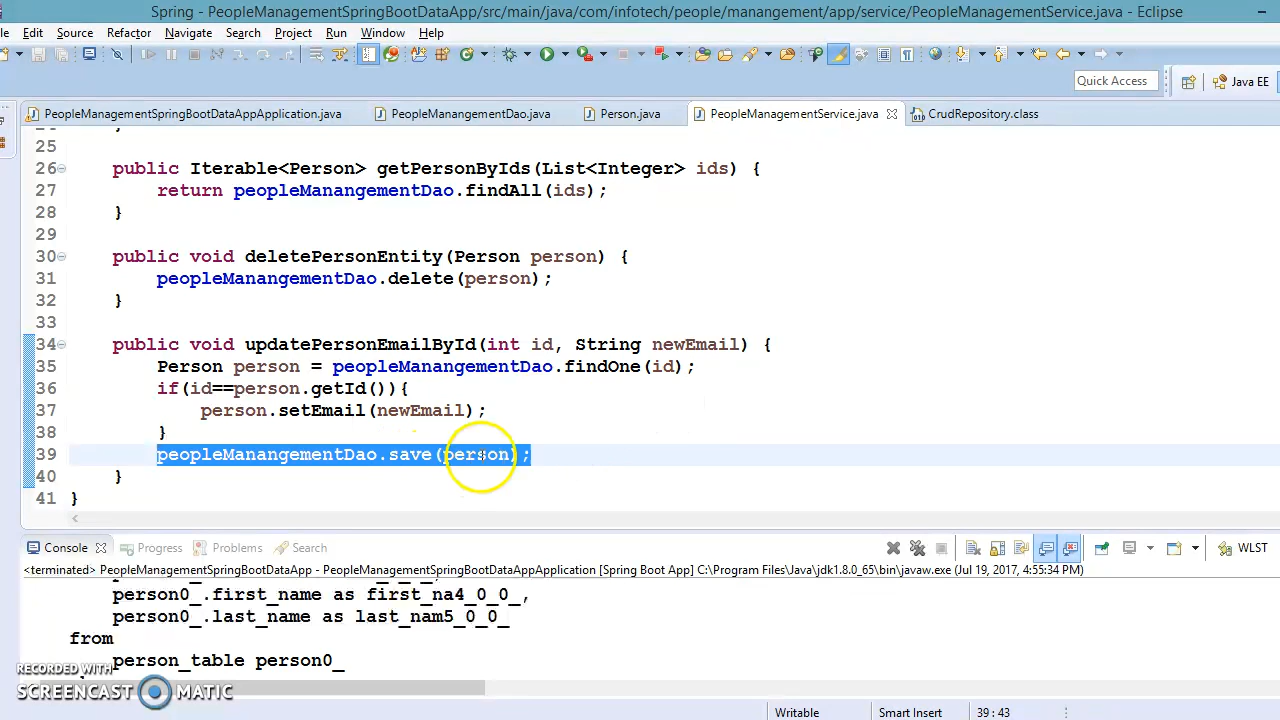 Spring - PeopleManagementSpringBootDataApp/src/main/java/com/infotech/people/manangement/app/service/PeopleManagementService.java - Eclipse
Edit Source Refactor Navigate Search Project Run Window Help
Quick Access Java EE
PeopleManagementSpringBootDataAppApplication.java PeopleManangementDao.java Person.java PeopleManagementService.java CrudRepository.class
25
26 public Iterable<Person> getPersonByIds(List<Integer> ids) {
27 return peopleManangementDao.findAll(ids);
28 }
29
30 public void deletePersonEntity(Person person) {
31 peopleManangementDao.delete(person);
32 }
33
34 public void updatePersonEmailById(int id, String newEmail) {
35 Person person = peopleManangementDao.findOne(id);
36 if(id==person.getId()){
37 person.setEmail(newEmail);
38 }
39 peopleManangementDao.save(person);
40 }
41 }
Console Progress Problems Search WLST
<terminated> PeopleManagementSpringBootDataApp - PeopleManagementSpringBootDataAppApplication [Spring Boot App] C:\Program Files\Java\jdk1.8.0_65\bin\javaw.exe (Jul 19, 2017, 4:55:34 PM)
person0_.first_name as first_na4_0_0_,
person0_.last_name as last_nam5_0_0_
from
person_table person0_
RECORDED WITH
SCREENCAST MATIC
Writable Smart Insert 39 : 43